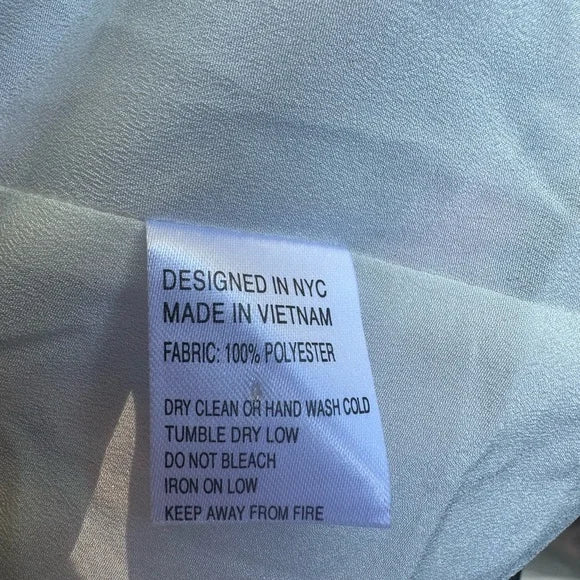 DESIGNED IN NYC
MADE IN VIETNAM
FABRIC: 100% POLYESTER
DRY CLEAN OR HAND WASH COLD
TUMBLE DRY LOW
DO NOT BLEACH
IRON ON LOW
KEEP AWAY FROM FIRE